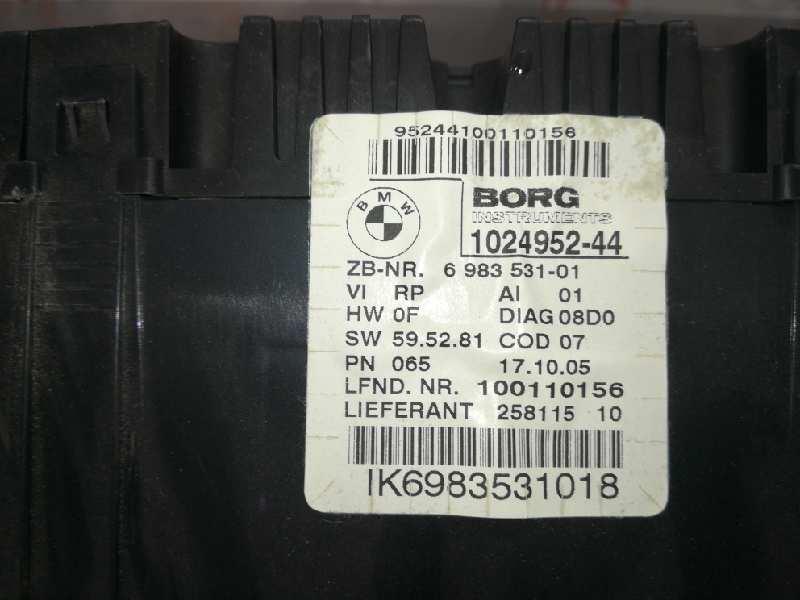 95244100110156
BMW
BORG
INSTRUMENTS
1024952-44
ZB-NR. 6 983 531-01
VI RP AI 01
HW 0F DIAG 08D0
SW 59.52.81 COD 07
PN 065 17.10.05
LFND. NR. 100110156
LIEFERANT 258115 10
IK6983531018